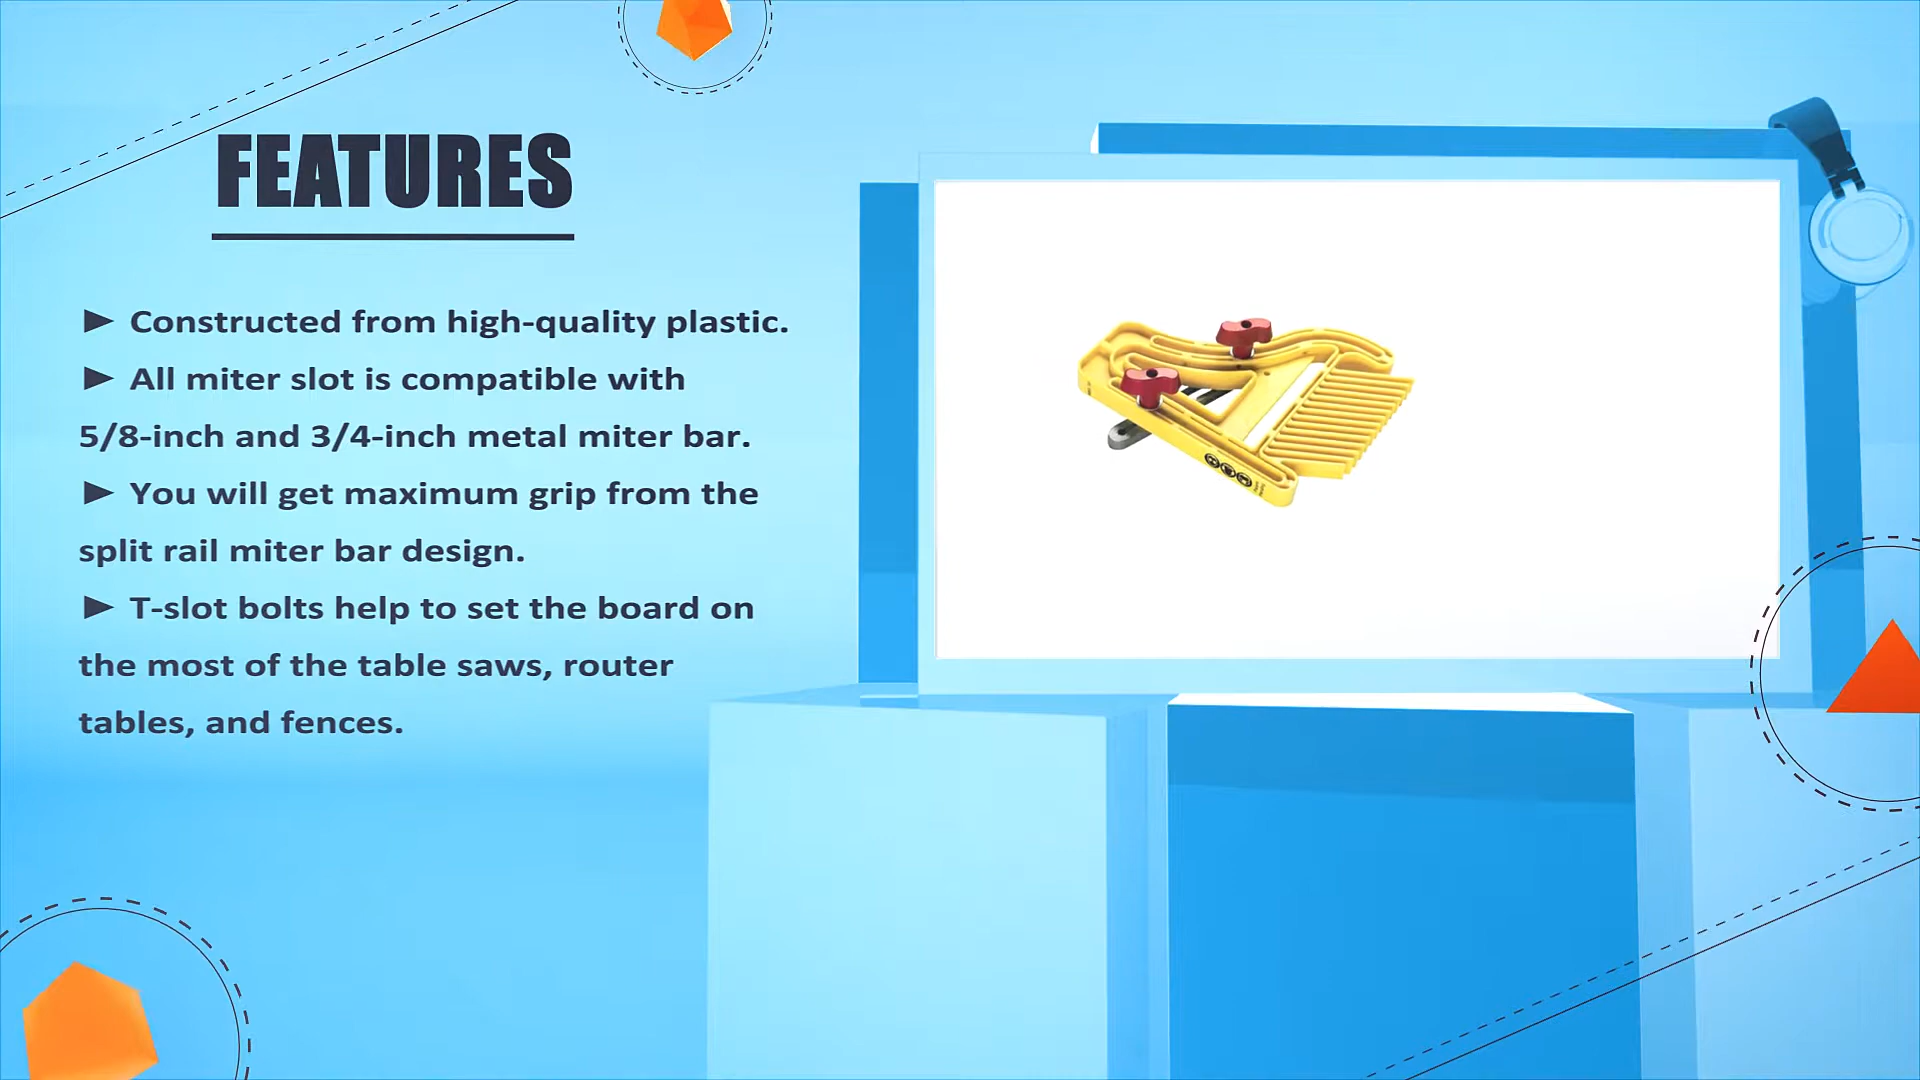 FEATURES
► Constructed from high-quality plastic.
► All miter slot is compatible with
5/8-inch and 3/4-inch metal miter bar.
► You will get maximum grip from the
split rail miter bar design.
► T-slot bolts help to set the board on
the most of the table saws, router
tables, and fences.